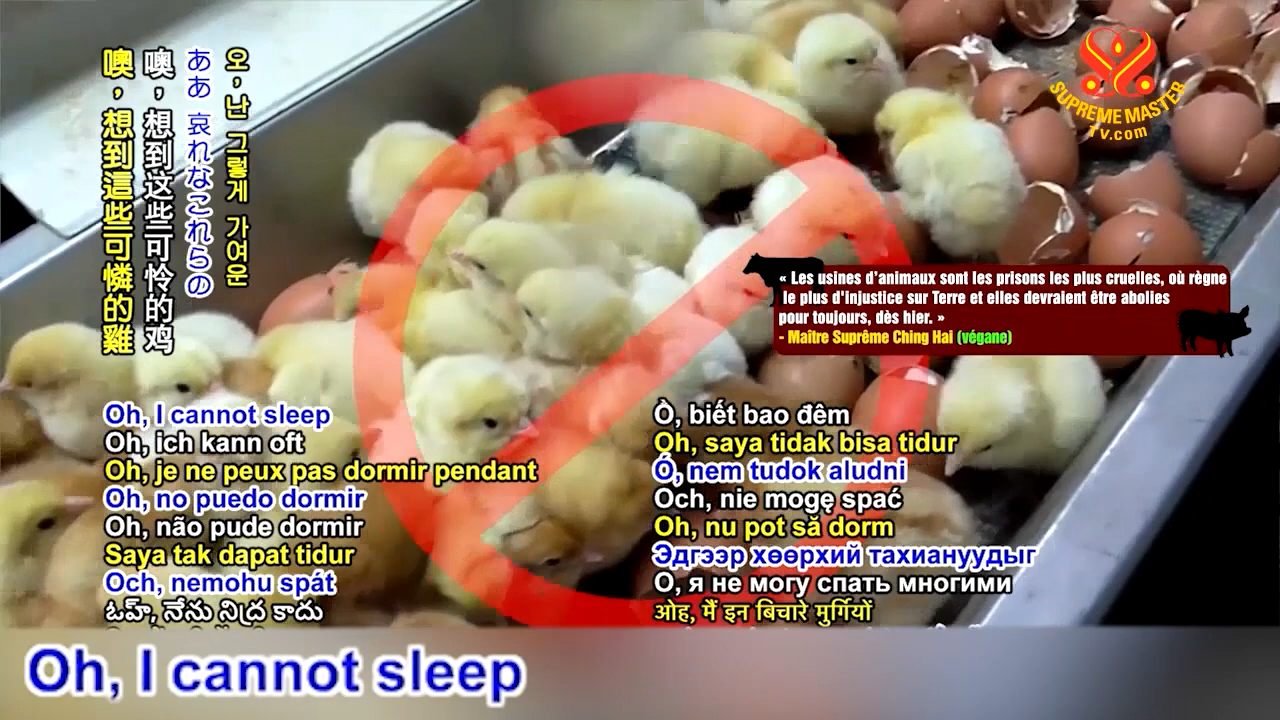 噢，想到這些可憐的雞
噢，想到这些可怜的鸡
ああ 哀れなこれらの
오, 난 그렇게 가여운
SUPREME MASTER
TV.com
« Les usines d'animaux sont les prisons les plus cruelles, où règne
le plus d'injustice sur Terre et elles devraient être abolies
pour toujours, dès hier. »
- Maître Suprême Ching Hai (végane)
Oh, I cannot sleep
Oh, ich kann oft
Oh, je ne peux pas dormir pendant
Oh, no puedo dormir
Oh, não pude dormir
Saya tak dapat tidur
Och, nemohu spát
ఓహ్, నేను నిద్ర కాదు
Ò, biết bao đêm
Oh, saya tidak bisa tidur
Ó, nem tudok aludni
Och, nie mogę spać
Oh, nu pot să dorm
Эдгээр хөөрхий тахиануудыг
О, я не могу спать многими
ओह, मैं इन बिचारे मुर्गियों
Oh, I cannot sleep